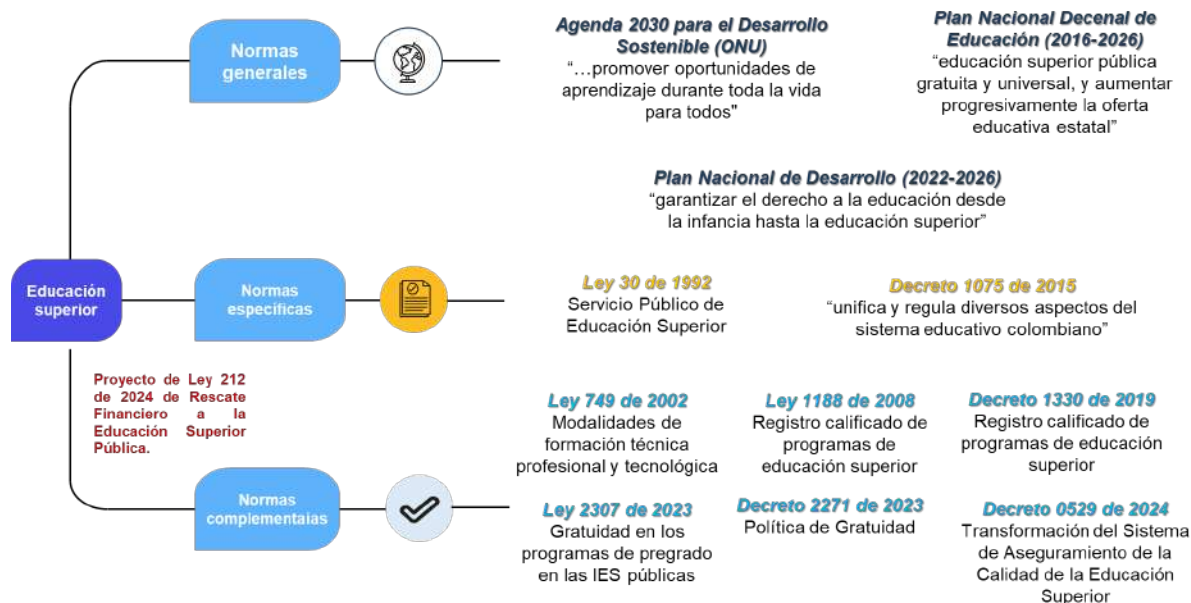 Normas
generales
Agenda 2030 para el Desarrollo
Sostenible (ONU)
“…promover oportunidades de
aprendizaje durante toda la vida
para todos"
Plan Nacional Decenal de
Educación (2016-2026)
“educación superior pública
gratuita y universal, y aumentar
progresivamente la oferta
educativa estatal”
Plan Nacional de Desarrollo (2022-2026)
“garantizar el derecho a la educación desde
la infancia hasta la educación superior”
Educación
superior
Normas
específicas
Ley 30 de 1992
Servicio Público de
Educación Superior
Decreto 1075 de 2015
“unifica y regula diversos aspectos del
sistema educativo colombiano”
Proyecto de Ley 212
de 2024 de Rescate
Financiero a la
Educación Superior
Pública.
Normas
complementaias
Ley 749 de 2002
Modalidades de
formación técnica
profesional y tecnológica
Ley 1188 de 2008
Registro calificado de
programas de
educación superior
Decreto 1330 de 2019
Registro calificado de
programas de educación
superior
Ley 2307 de 2023
Gratuidad en los
programas de pregrado
en las IES públicas
Decreto 2271 de 2023
Política de Gratuidad
Decreto 0529 de 2024
Transformación del Sistema
de Aseguramiento de la
Calidad de la Educación
Superior